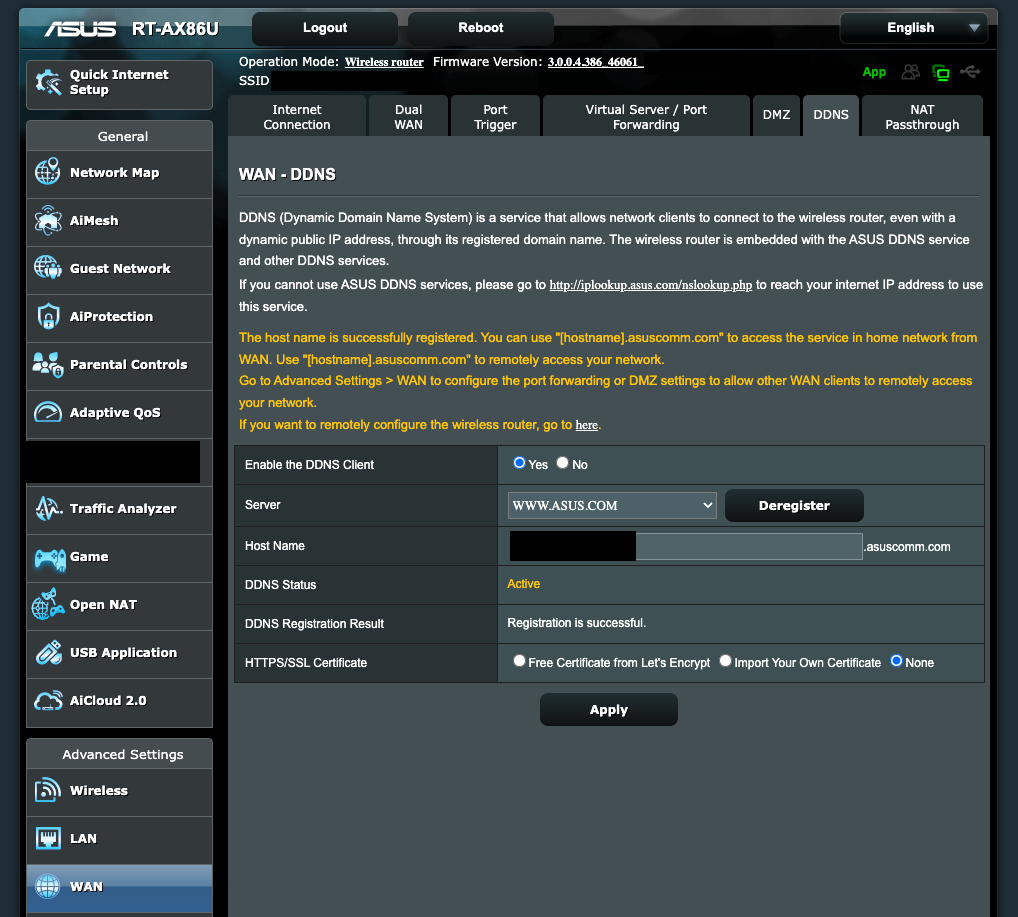 ASUS RT-AX86U Logout Reboot English
Operation Mode: Wireless router Firmware Version: 3.0.0.4.386_46061
SSID
App
Quick Internet
Setup
General
Network Map
AiMesh
Guest Network
AiProtection
Parental Controls
Adaptive QoS
Traffic Analyzer
Game
Open NAT
USB Application
AiCloud 2.0
Advanced Settings
Wireless
LAN
WAN
Internet
Connection
Dual
WAN
Port
Trigger
Virtual Server / Port
Forwarding
DMZ
DDNS
NAT
Passthrough
WAN - DDNS
DDNS (Dynamic Domain Name System) is a service that allows network clients to connect to the wireless router, even with a
dynamic public IP address, through its registered domain name. The wireless router is embedded with the ASUS DDNS service
and other DDNS services.
If you cannot use ASUS DDNS services, please go to http://iplookup.asus.com/nslookup.php to reach your internet IP address to use
this service.
The host name is successfully registered. You can use "[hostname].asuscomm.com" to access the service in home network from
WAN. Use "[hostname].asuscomm.com" to remotely access your network.
Go to Advanced Settings > WAN to configure the port forwarding or DMZ settings to allow other WAN clients to remotely access
your network.
If you want to remotely configure the wireless router, go to here.
Enable the DDNS Client Yes No
Server WWW.ASUS.COM Deregister
Host Name .asuscomm.com
DDNS Status Active
DDNS Registration Result Registration is successful.
HTTPS/SSL Certificate Free Certificate from Let's Encrypt Import Your Own Certificate None
Apply